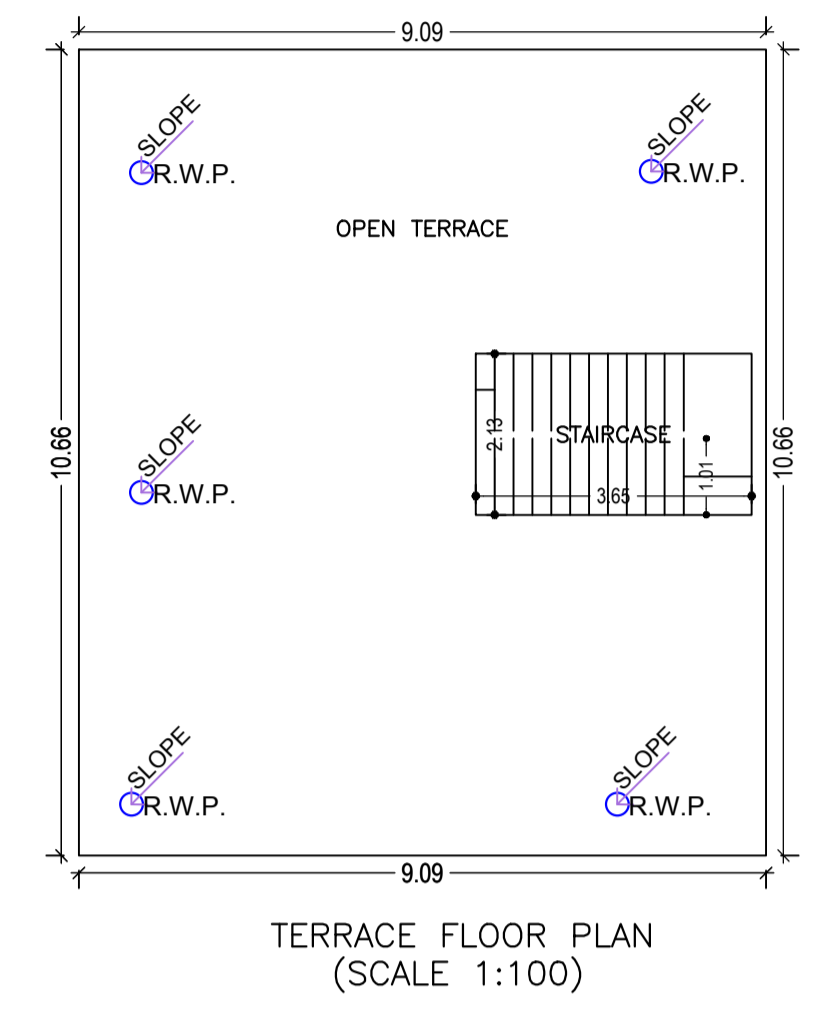 9.09
SLOPE
R.W.P.
SLOPE
R.W.P.
OPEN TERRACE
10.66
SLOPE
R.W.P.
2.13
STAIRCASE
1.01
3.65
10.66
SLOPE
R.W.P.
SLOPE
R.W.P.
9.09
TERRACE FLOOR PLAN
(SCALE 1:100)